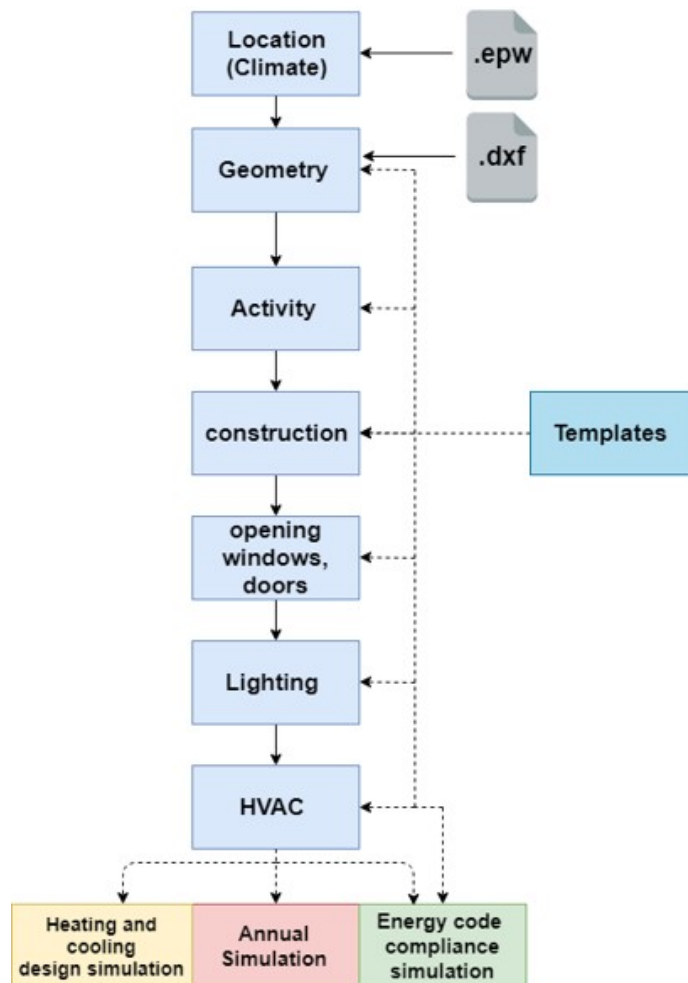 Location
(Climate)
.epw
Geometry
.dxf
Activity
construction
Templates
opening
windows,
doors
Lighting
HVAC
Heating and
cooling
design simulation
Annual
Simulation
Energy code
compliance
simulation